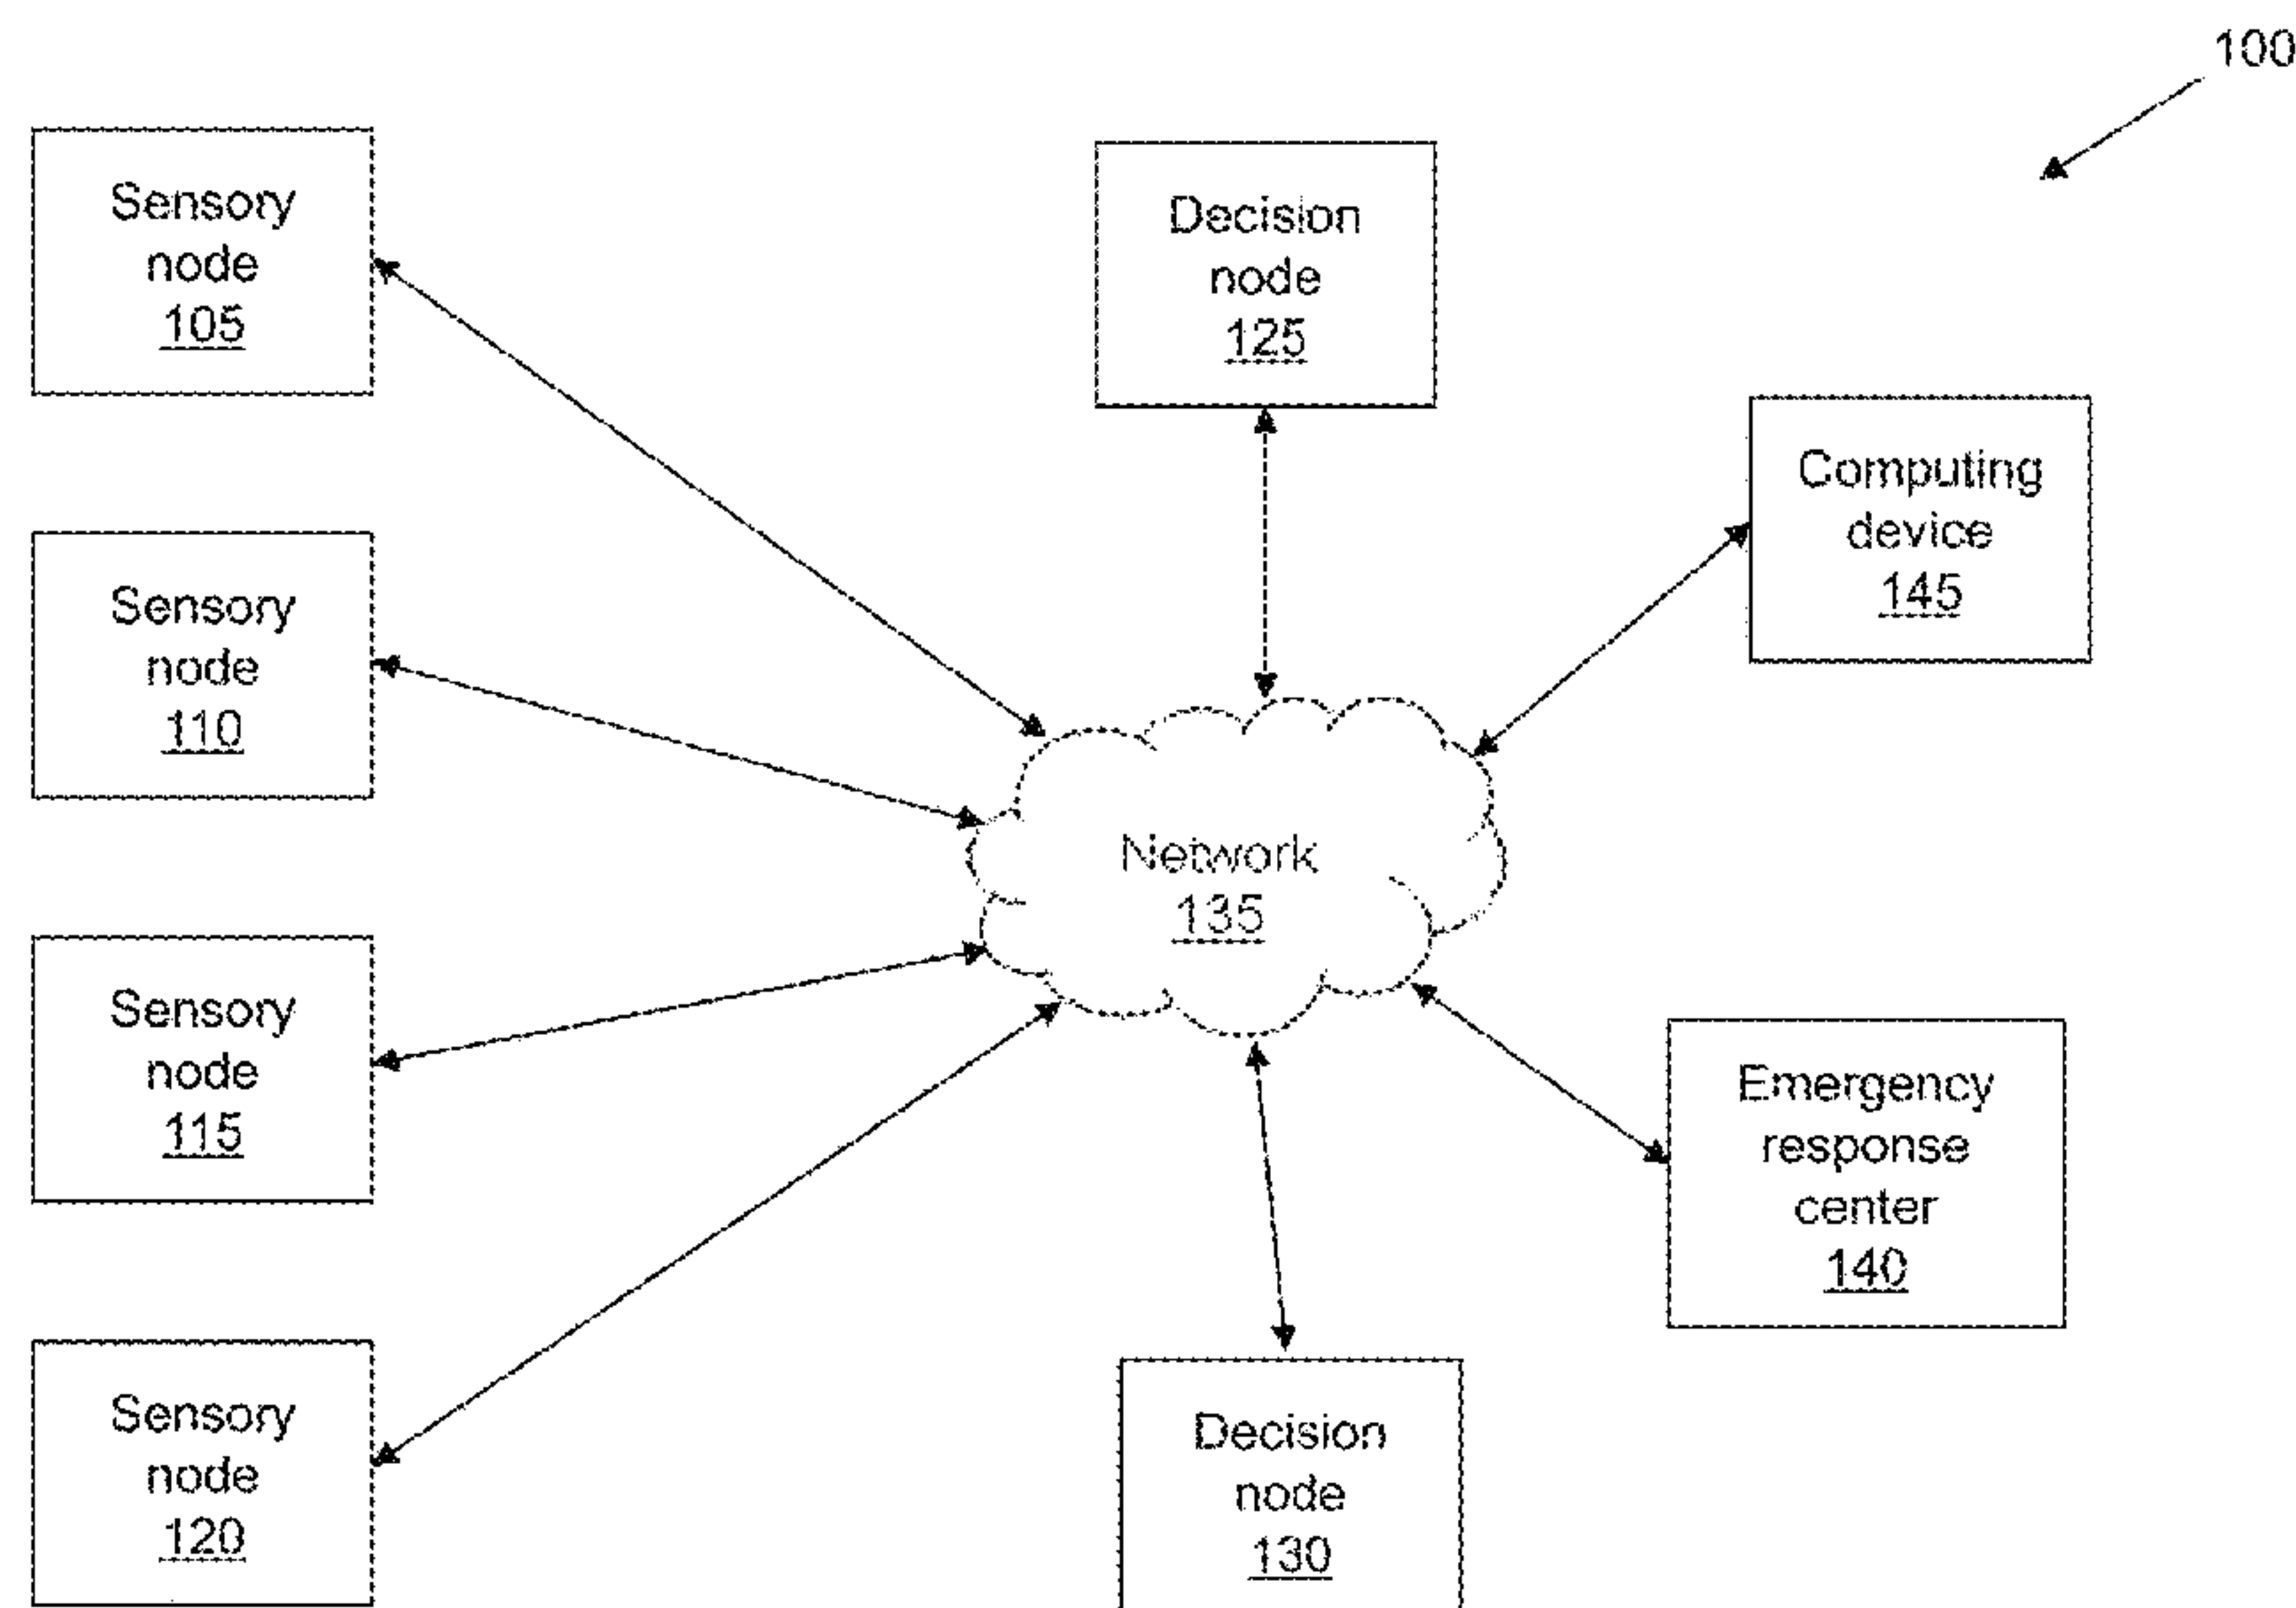 100
Sensory
node
105
Decision
node
125
Computing
device
145
Sensory
node
110
Network
135
Sensory
node
115
Emergency
response
center
140
Sensory
node
120
Decision
node
130